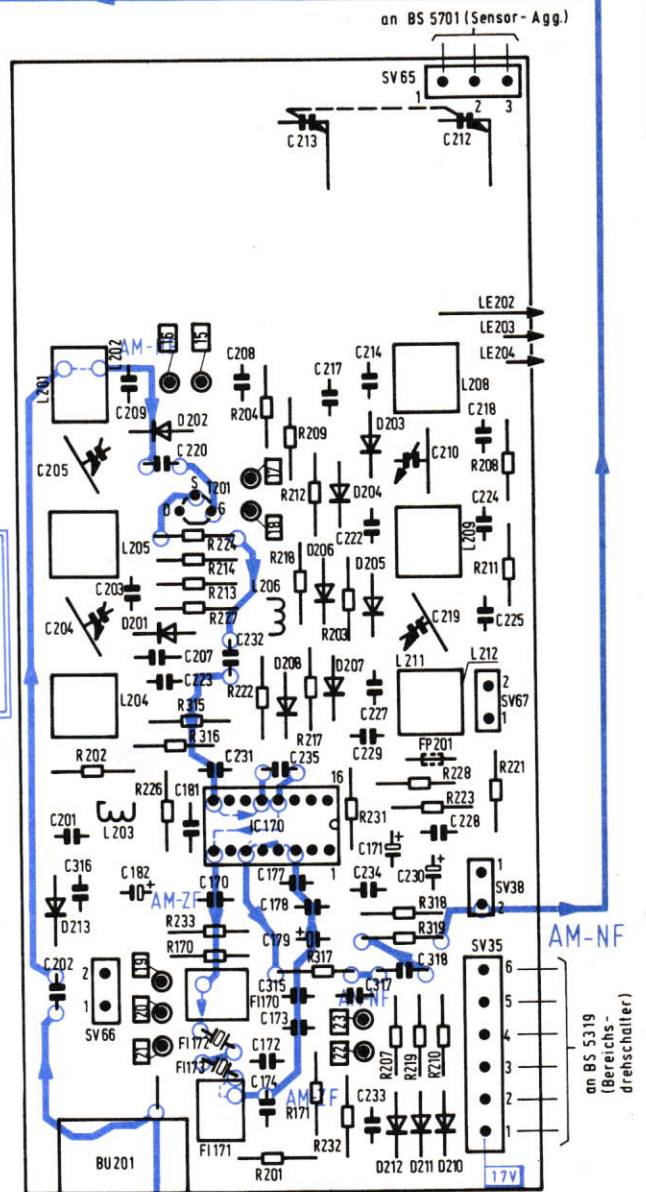 an BS 5701 (Sensor-Agg.)
SV65
1 2 3
C213 C212
LE202
LE203
LE204
AM-
16 15
L201 L202
C209
C208
C217
C214
L208
R204
R209
D202
D203
C218
C205
C220
C210
R208
S
T201
D G
17
18
R212
D204
C224
L205
R224
C222
L209
R214
R213
R227
L206
R218
D206
D205
R211
C203
C204
D201
C232
R203
C219
C225
C207
C223
L204
R315
R316
R222
D208
R217
D207
C227
L211
L212
SV67
2
1
C229
FP201
R202
C231
C235
R228
R221
R226
C181
16
IC170
1
R231
R223
C201
L203
C228
C171
C316
C182
C170
C177
C234
C230
SV38
1
2
D213
AM-ZF
R233
R170
C178
C179
R318
R319
AM-NF
SV35
C202
2
1
SV66
19
20
21
FI170
R317
C318
C315
C317
AM-NF
C173
23
22
6
5
4
3
2
1
an BS 5319
(Bereichs-
drehschalter)
FI172
FI173
C172
C174
R207
R219
R210
FI171
R171
AM-ZF
R232
C233
BU201
R201
D212 D211 D210
17V